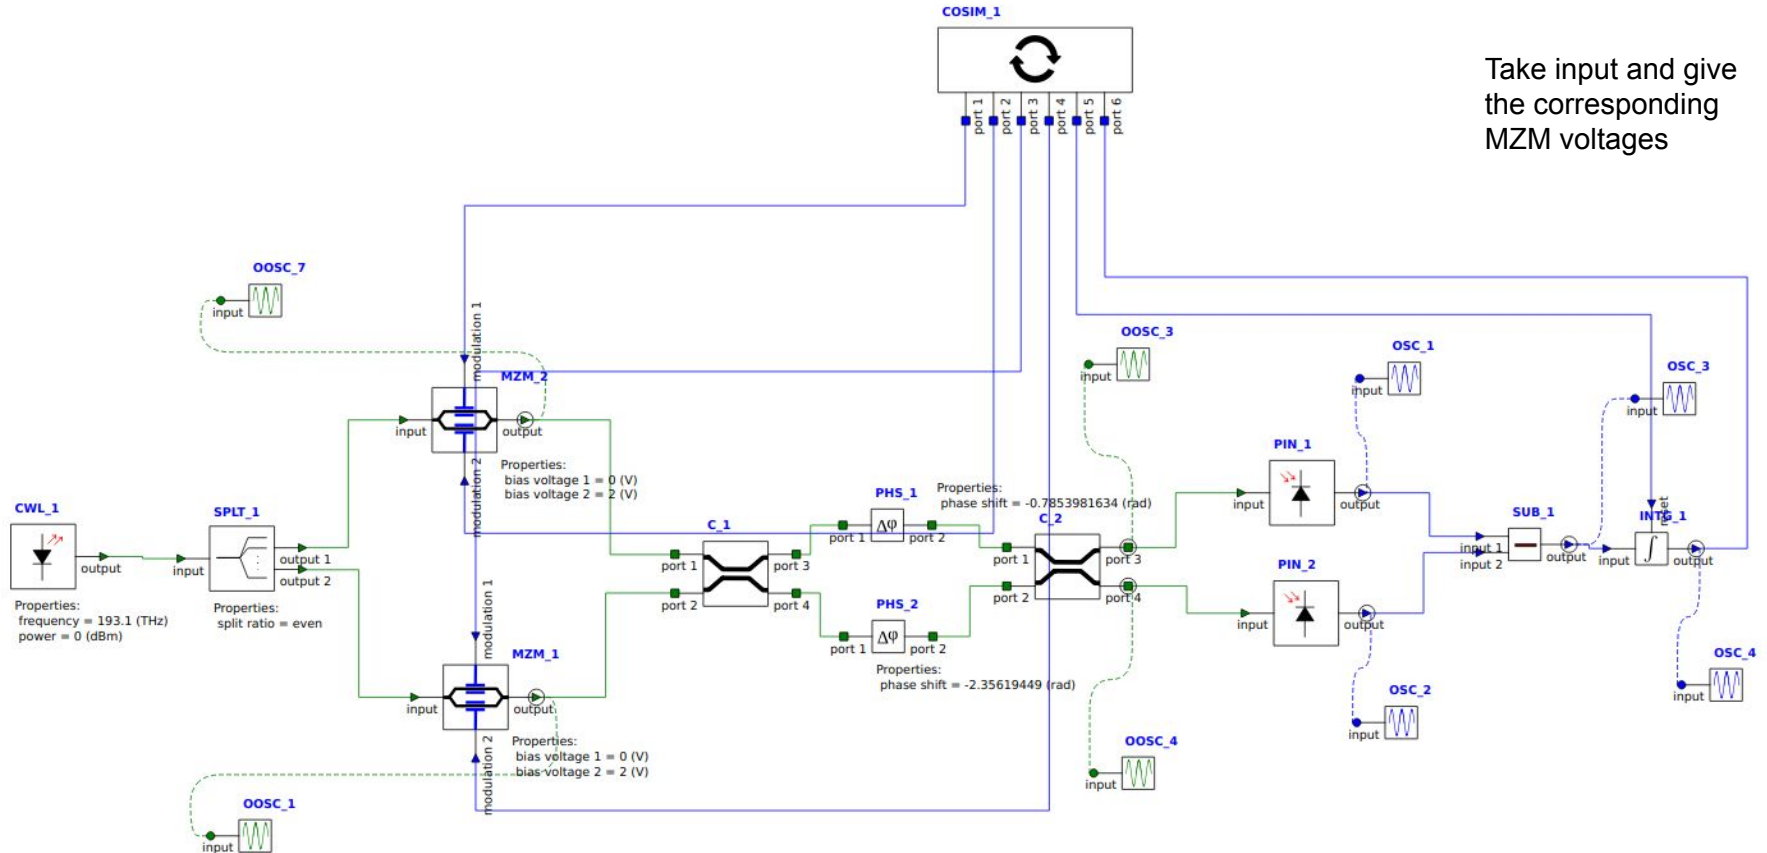 COSIM_1
port 1
port 2
port 3
port 4
port 5
port 6
Take input and give
the corresponding
MZM voltages
OOSC_7
input
modulation 1
MZM_2
input
output
modulation 2
Properties:
bias voltage 1 = 0 (V)
bias voltage 2 = 2 (V)
OOSC_3
input
OSC_1
input
OSC_3
input
CWL_1
output
Properties:
frequency = 193.1 (THz)
power = 0 (dBm)
SPLT_1
input
output 1
output 2
Properties:
split ratio = even
C_1
port 1
port 2
port 3
port 4
PHS_1
Δφ
port 1
port 2
Properties:
phase shift = -0.7853981634 (rad)
PHS_2
Δφ
port 1
port 2
Properties:
phase shift = -2.35619449 (rad)
C_2
port 1
port 2
port 3
port 4
PIN_1
input
output
PIN_2
input
output
SUB_1
input 1
input 2
output
INTG_1
reset
∫
input
output
modulation 1
MZM_1
input
output
modulation 2
Properties:
bias voltage 1 = 0 (V)
bias voltage 2 = 2 (V)
OOSC_1
input
OOSC_4
input
OSC_2
input
OSC_4
input